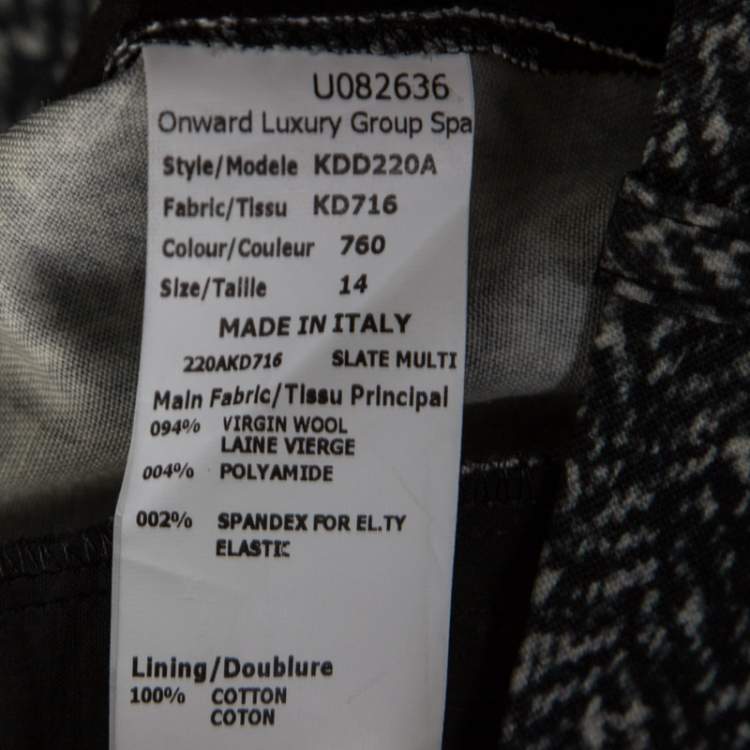 U082636
Onward Luxury Group Spa
Style/Modele KDD220A
Fabric/Tissu KD716
Colour/Couleur 760
Size/Taille 14
MADE IN ITALY
220AKD716 SLATE MULTI
Main Fabric/Tissu Principal
094% VIRGIN WOOL
LAINE VIERGE
004% POLYAMIDE
002% SPANDEX FOR EL.TY
ELASTIC
Lining/Doublure
100% COTTON
COTON